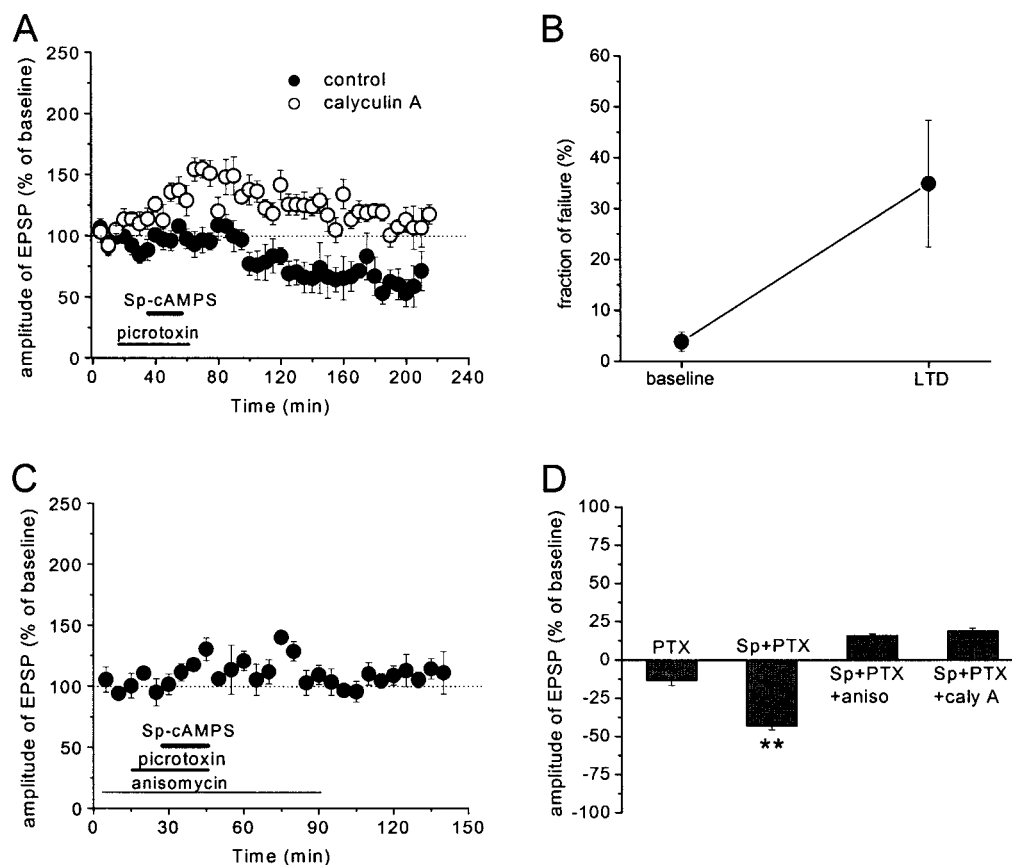 A
amplitude of EPSP (% of baseline)
250
200
150
100
50
0
control
calyculin A
Sp-cAMPS
picrotoxin
0 40 80 120 160 200 240
Time (min)
B
fraction of failure (%)
60
50
40
30
20
10
0
baseline LTD
C
amplitude of EPSP (% of baseline)
250
200
150
100
50
0
Sp-cAMPS
picrotoxin
anisomycin
0 30 60 90 120 150
Time (min)
D
amplitude of EPSP (% of baseline)
100
75
50
25
0
-25
-50
-75
-100
PTX
Sp+PTX
**
Sp+PTX
+aniso
Sp+PTX
+caly A